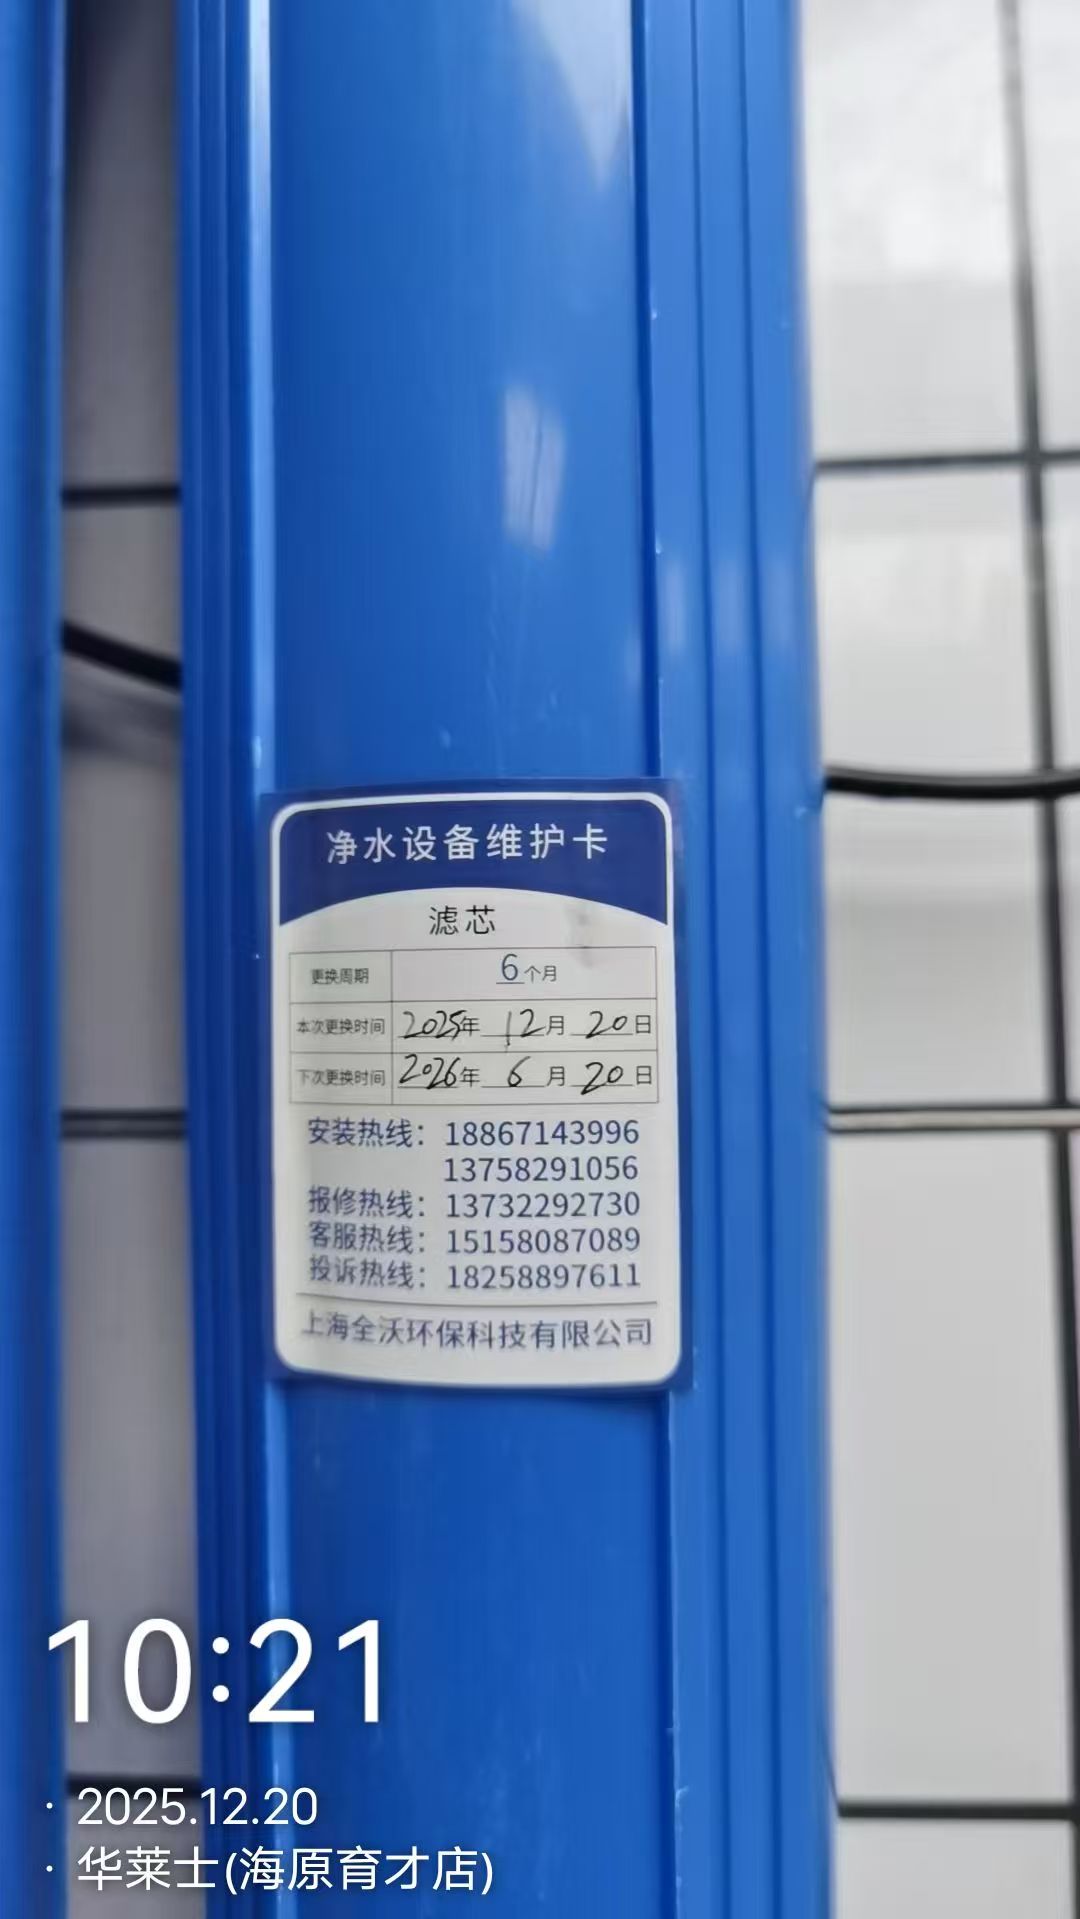 净水设备维护卡
滤芯
更换周期 6个月
本次更换时间 2025年 12月 20日
下次更换时间 2026年 6月 20日
安装热线：18867143996
13758291056
报修热线：13732292730
客服热线：15158087089
投诉热线：18258897611
上海全沃环保科技有限公司
10:21
· 2025.12.20
· 华莱士(海原育才店)